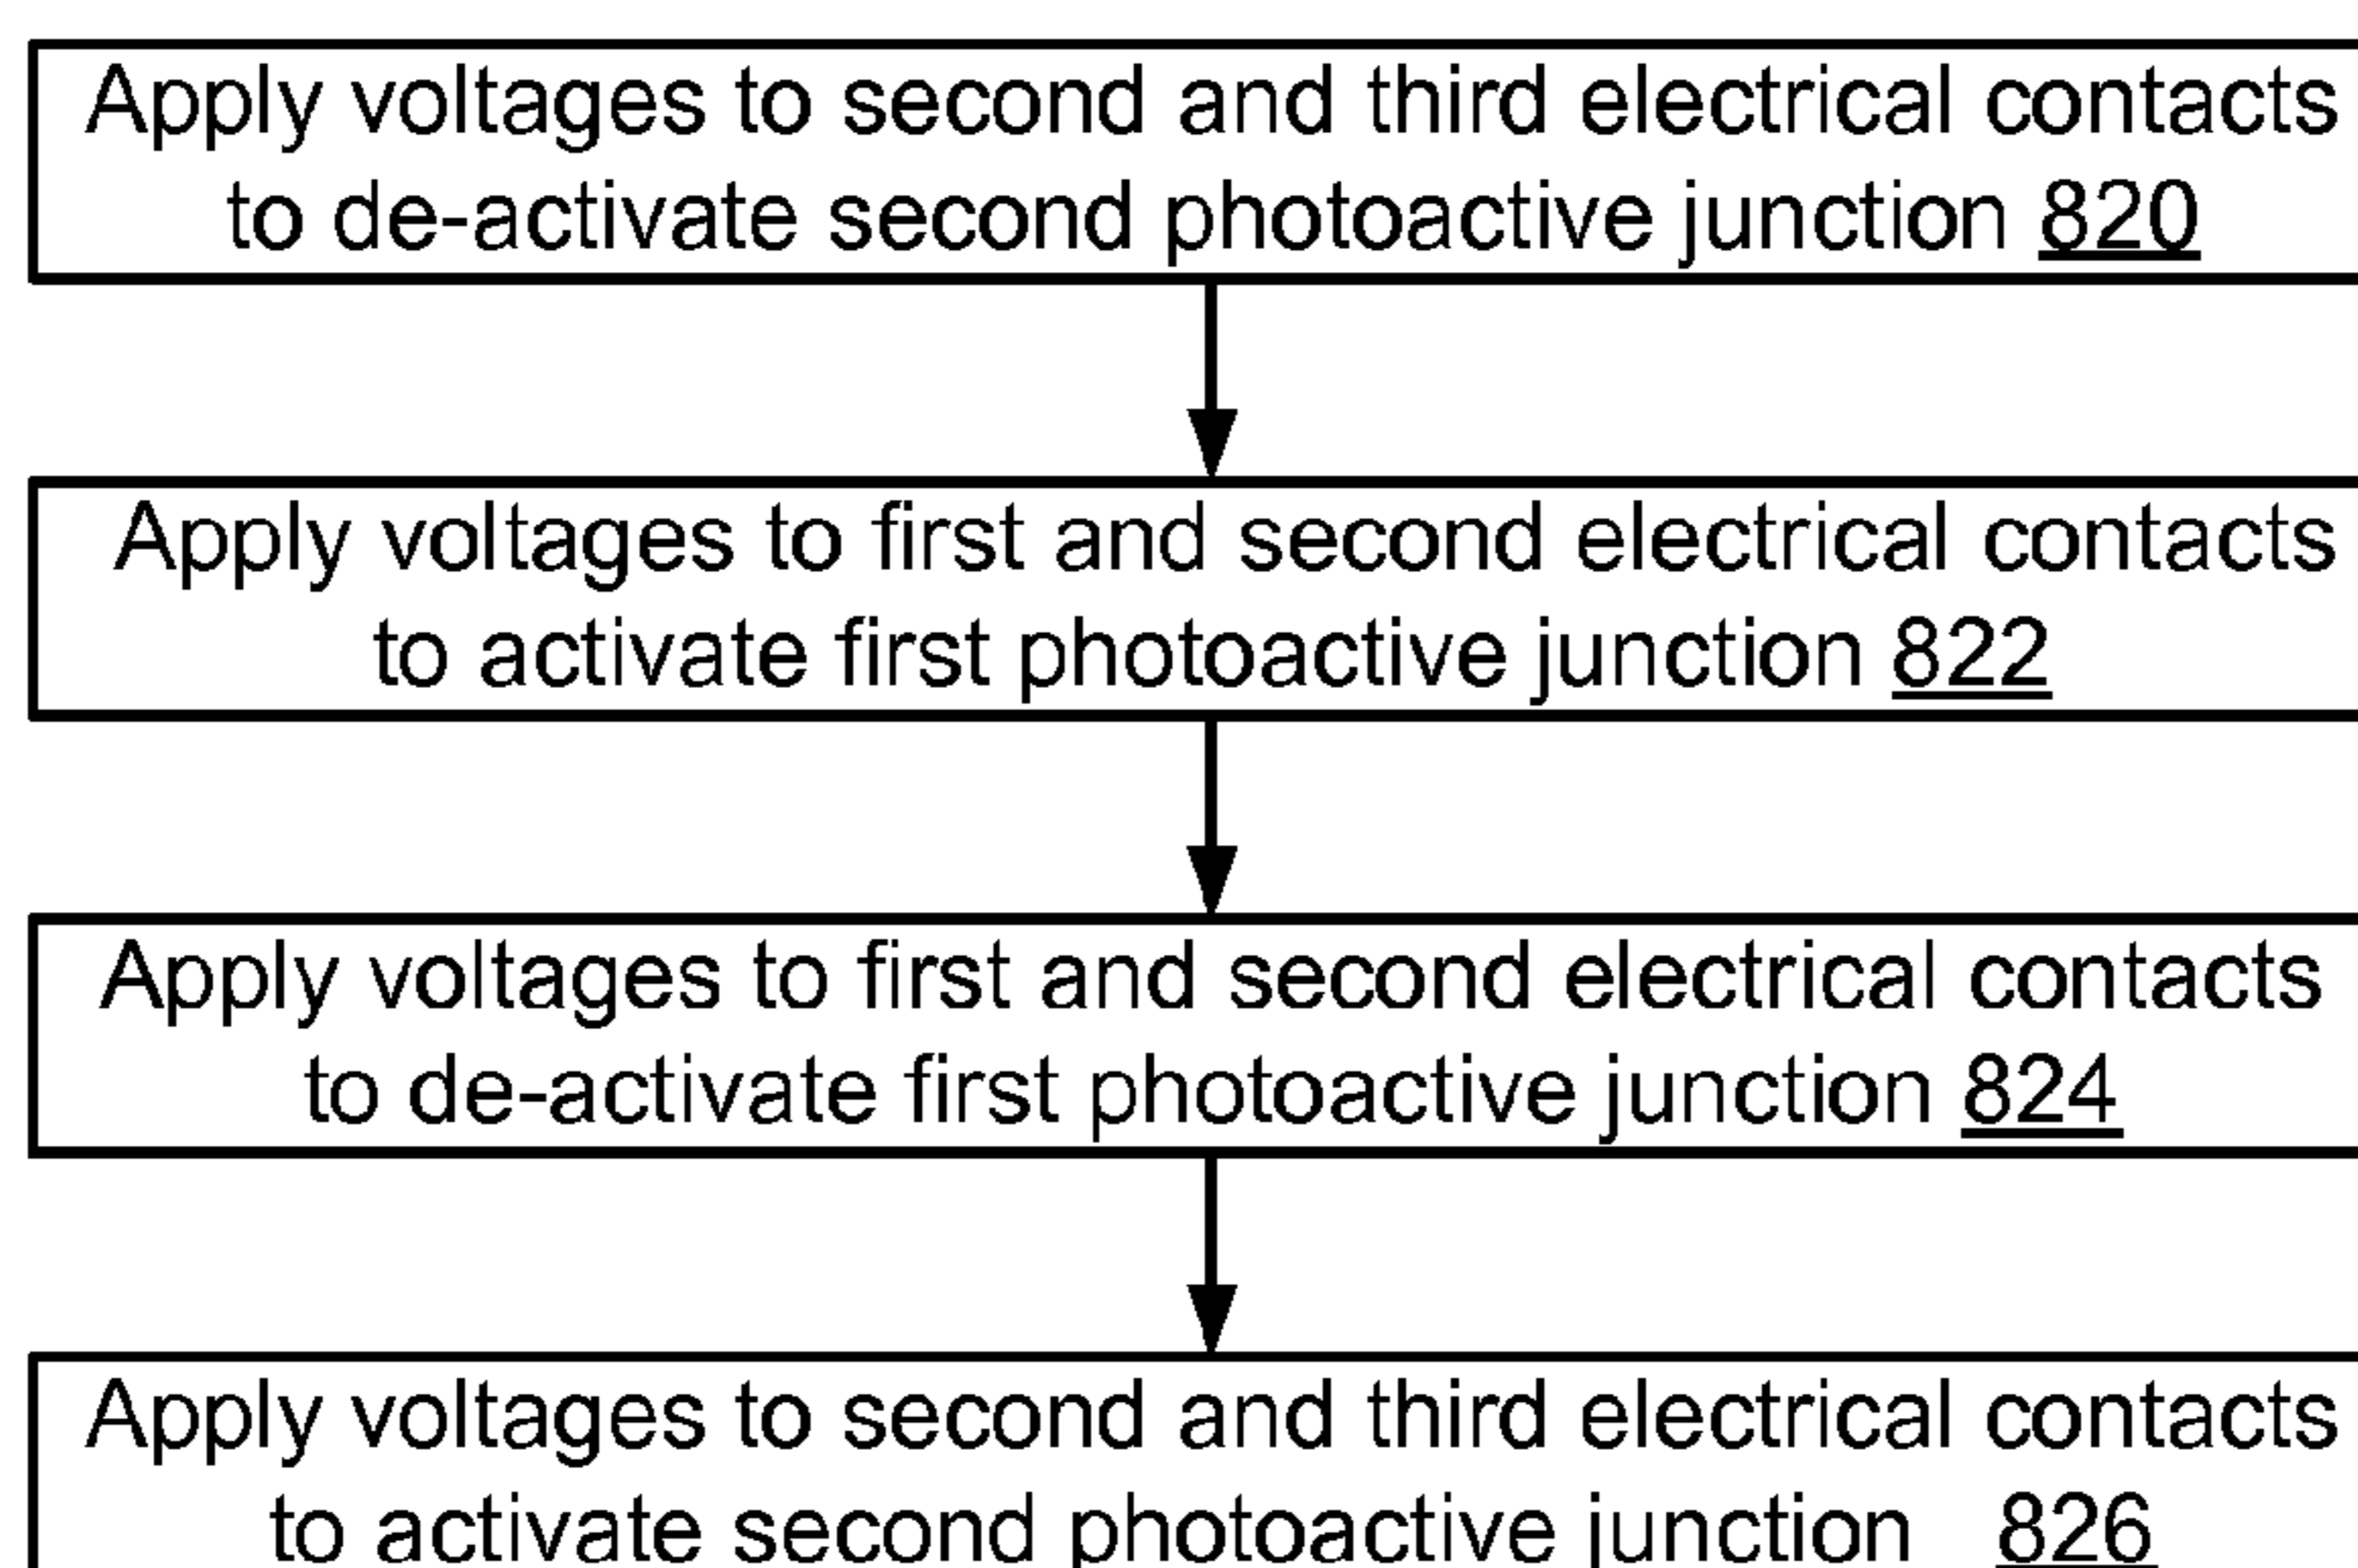 Apply voltages to second and third electrical contacts
to de-activate second photoactive junction 820
Apply voltages to first and second electrical contacts
to activate first photoactive junction 822
Apply voltages to first and second electrical contacts
to de-activate first photoactive junction 824
Apply voltages to second and third electrical contacts
to activate second photoactive junction 826